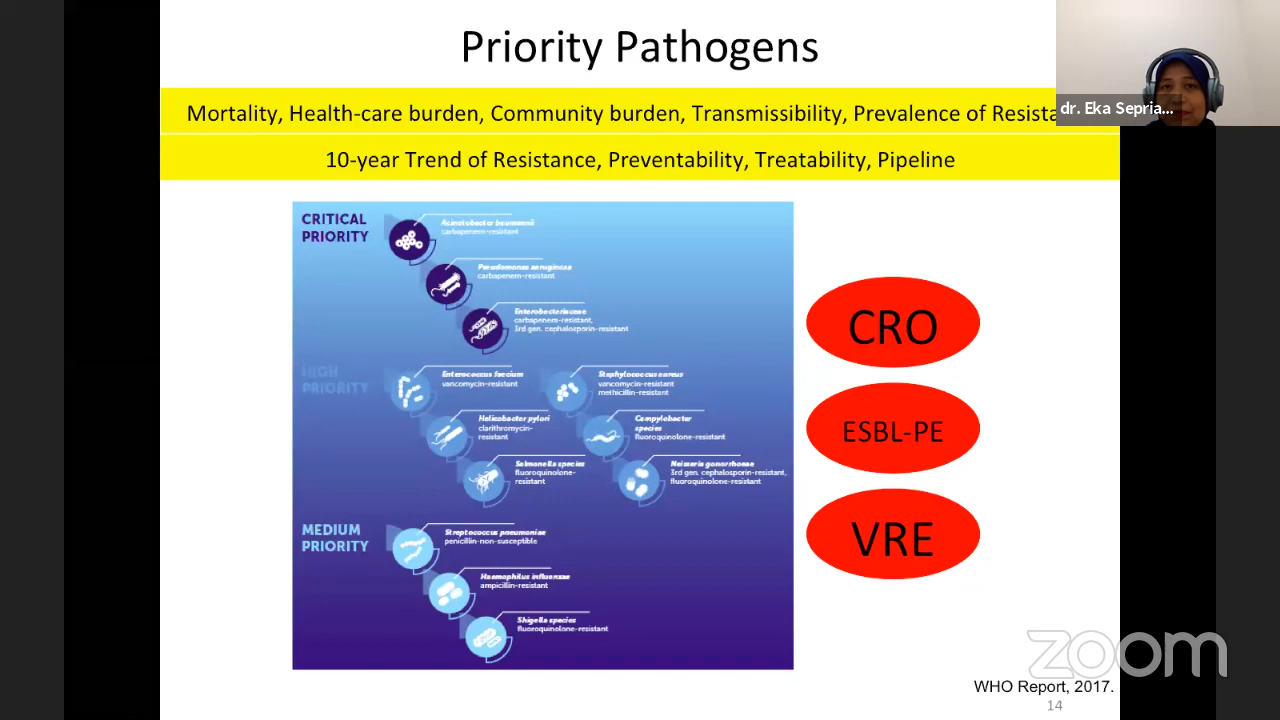 Priority Pathogens
Mortality, Health-care burden, Community burden, Transmissibility, Prevalence of Resista
dr. Eka Sepria...
10-year Trend of Resistance, Preventability, Treatability, Pipeline
CRITICAL
PRIORITY
Acinetobacter baumannii
carbapenem-resistant
Pseudomonas aeruginosa
carbapenem-resistant
Enterobacteriaceae
carbapenem-resistant,
3rd gen. cephalosporin-resistant
HIGH
PRIORITY
Enterococcus faecium
vancomycin-resistant
Staphylococcus aureus
vancomycin-resistant
methicillin-resistant
Helicobacter pylori
clarithromycin-
resistant
Campylobacter
species
fluoroquinolone-resistant
Salmonella species
fluoroquinolone-
resistant
Neisseria gonorrhoeae
3rd gen. cephalosporin-resistant,
fluoroquinolone-resistant
MEDIUM
PRIORITY
Streptococcus pneumoniae
penicillin-non-susceptible
Haemophilus influenzae
ampicillin-resistant
Shigella species
fluoroquinolone-resistant
CRO
ESBL-PE
VRE
zoom
WHO Report, 2017.
14